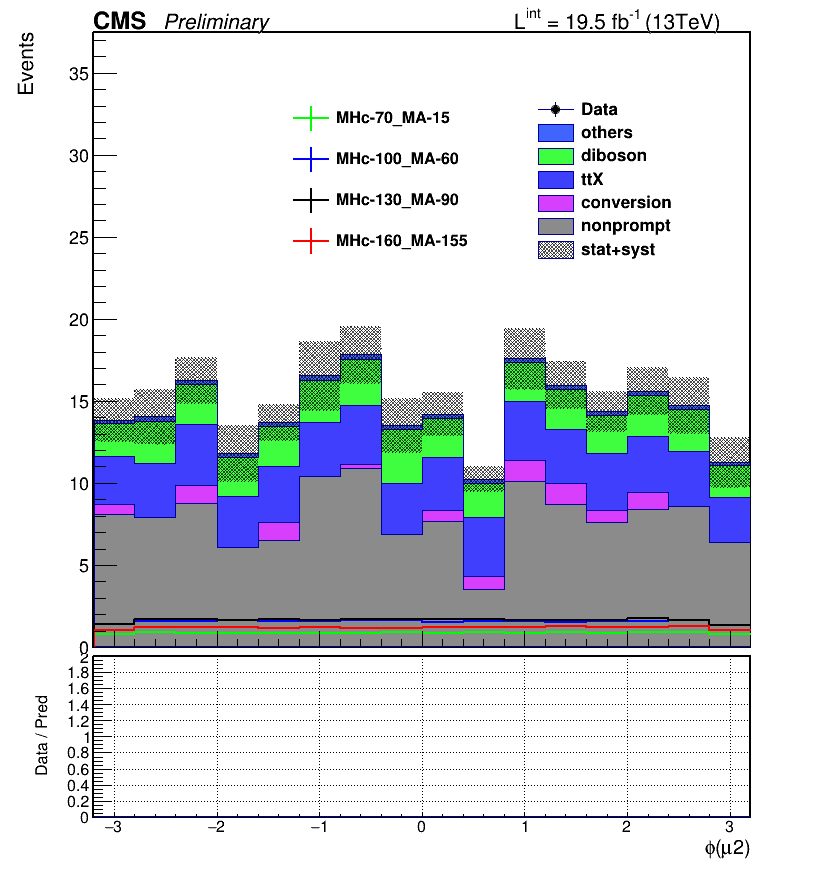 CMS Preliminary
L^int = 19.5 fb^-1 (13TeV)
Events
35
30
25
20
15
10
5
0
MHc-70_MA-15
MHc-100_MA-60
MHc-130_MA-90
MHc-160_MA-155
Data
others
diboson
ttX
conversion
nonprompt
stat+syst
Data / Pred
2
1.8
1.6
1.4
1.2
1
0.8
0.6
0.4
0.2
0
−3 −2 −1 0 1 2 3
ϕ(μ2)